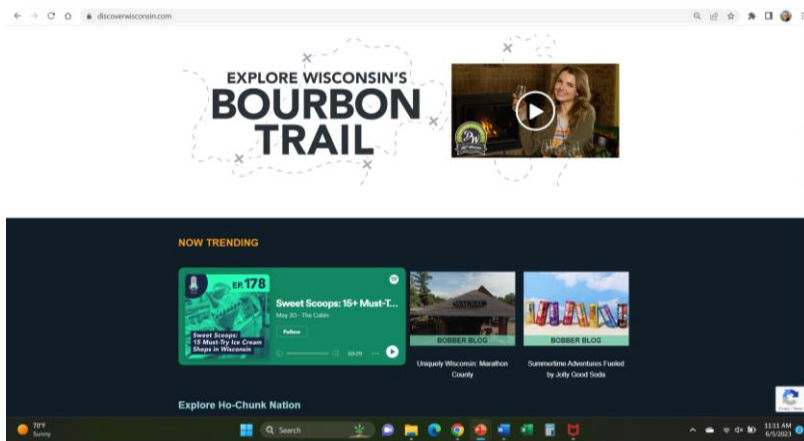 discoverwisconsin.com
EXPLORE WISCONSIN'S
BOURBON
TRAIL
NOW TRENDING
EP. 178
Sweet Scoops:
15 Must-Try Ice Cream
Shops in Wisconsin
Sweet Scoops: 15+ Must-T...
May 30 · The Cabin
Follow
BOBBER BLOG
Uniquely Wisconsin: Marathon
County
BOBBER BLOG
Summertime Adventures Fueled
by Jolly Good Soda
Explore Ho-Chunk Nation
78°F
Sunny
Search
11:11 AM
6/5/2023